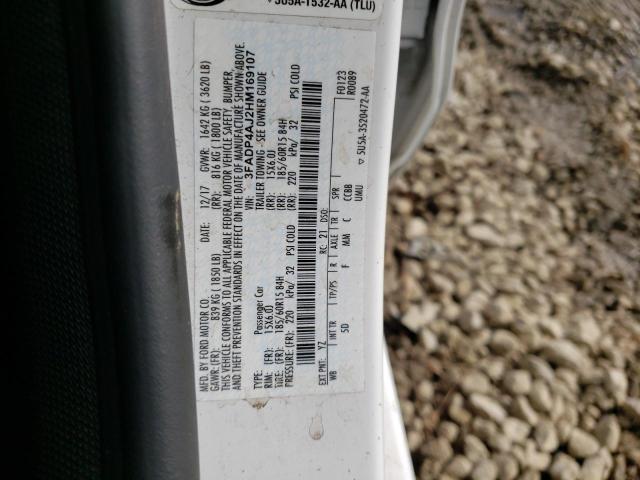 5U5A-1532-AA (TLU)
MFD. BY FORD MOTOR CO.
DATE: 12/17 GVWR: 1642 KG ( 3620 LB)
GAWR: (FR): 839 KG ( 1850 LB) (RR): 816 KG ( 1800 LB)
THIS VEHICLE CONFORMS TO ALL APPLICABLE FEDERAL MOTOR VEHICLE SAFETY, BUMPER,
AND THEFT PREVENTION STANDARDS IN EFFECT ON THE DATE OF MANUFACTURE SHOWN ABOVE.
VIN: 3FADP4AJ2HM169107
TYPE: Passenger Car TRAILER TOWING - SEE OWNER GUIDE
RIM: (FR): 15X6.0J (RR): 15X6.0J
TIRE: (FR): 185/60R15 84H (RR): 185/60R15 84H
PRESSURE: (FR): 220 kPa/ 32 PSI COLD (RR): 220 kPa/ 32 PSI COLD
EXT PNT: YZ RC: 21 DSO: F0123
R0089
WB INT TR TP/PS R AXLE TR SPR
5D F MM C CCBB
UMU
▽ 5U5A-3520472-AA